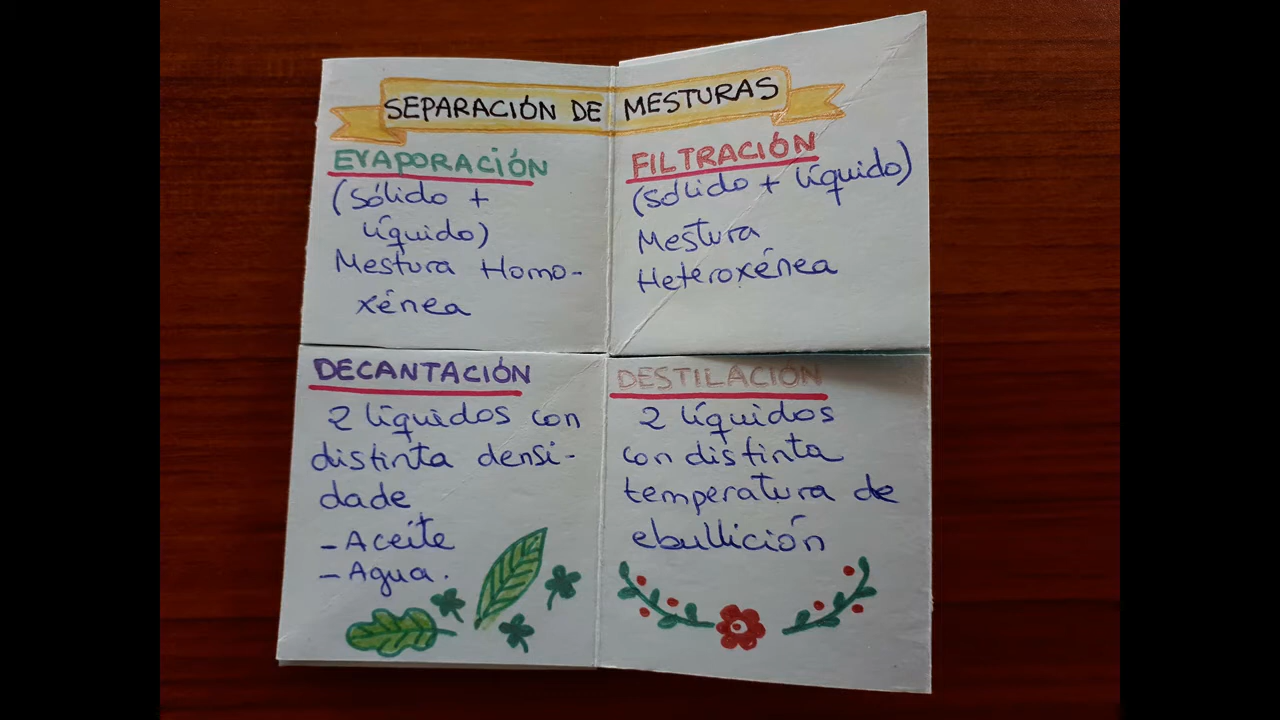 SEPARACIÓN DE MESTURAS
EVAPORACIÓN
(Sólido +
líquido)
Mestura Homo-
xénea
FILTRACIÓN
(Sólido + líquido)
Mestura
Heteroxénea
DECANTACIÓN
2 líquidos con
distinta densi-
dade
- Aceite
- Agua.
DESTILACIÓN
2 líquidos
con distinta
temperatura de
ebullición